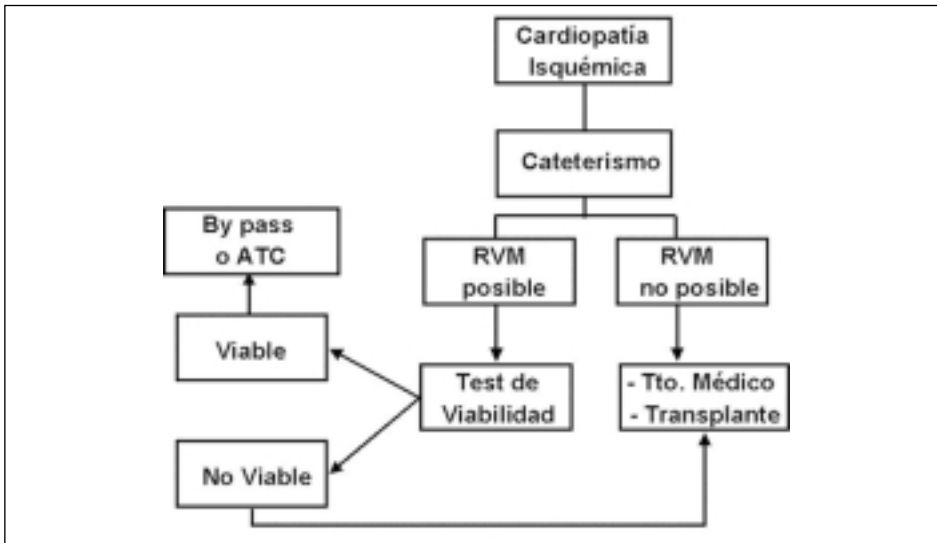 Cardiopatía
Isquémica
Cateterismo
By pass
o ATC
RVM
posible
RVM
no posible
Viable
Test de
Viabilidad
- Tto. Médico
- Transplante
No Viable